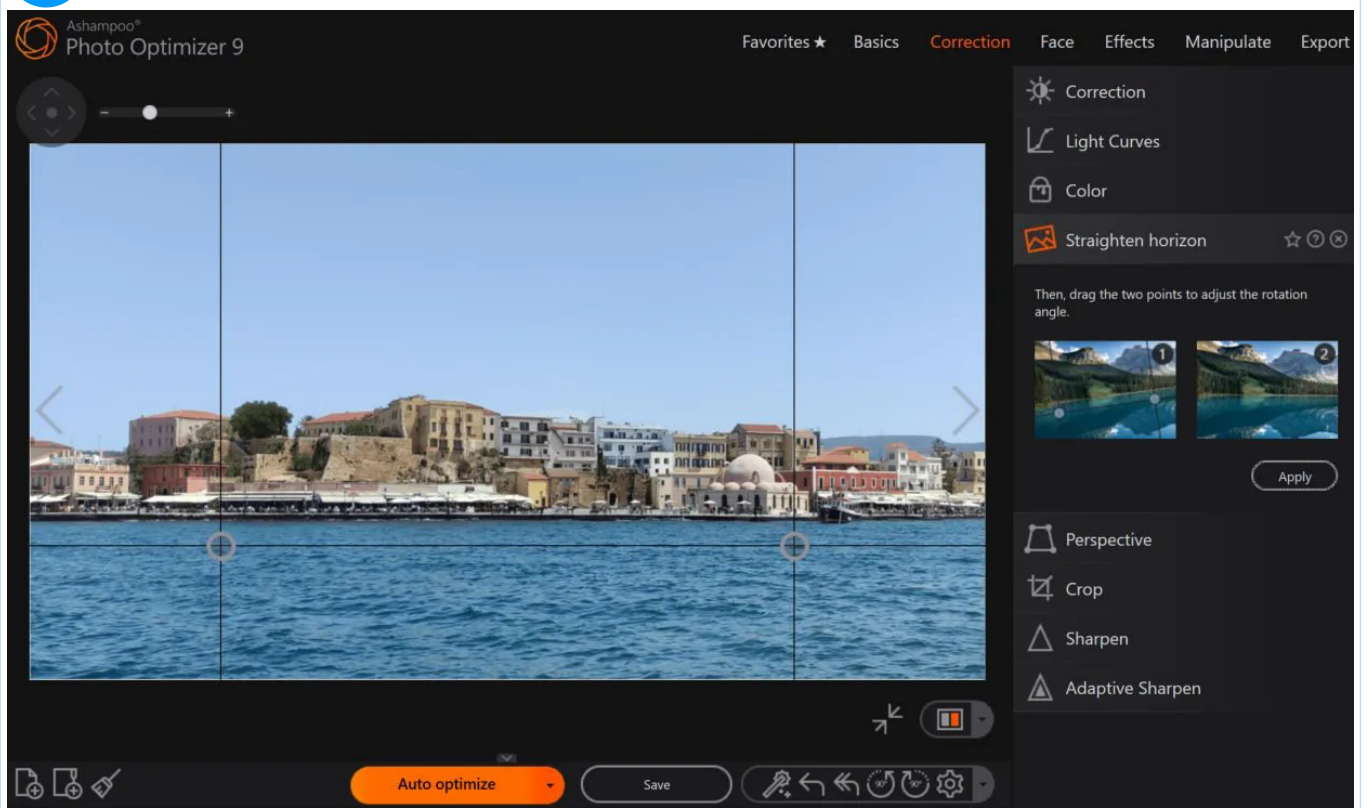 Ashampoo®
Photo Optimizer 9
Favorites ★ Basics Correction Face Effects Manipulate Export
Correction
Light Curves
Color
Straighten horizon
Then, drag the two points to adjust the rotation
angle.
1 2
Apply
Perspective
Crop
Sharpen
Adaptive Sharpen
Auto optimize
Save
90° 90°